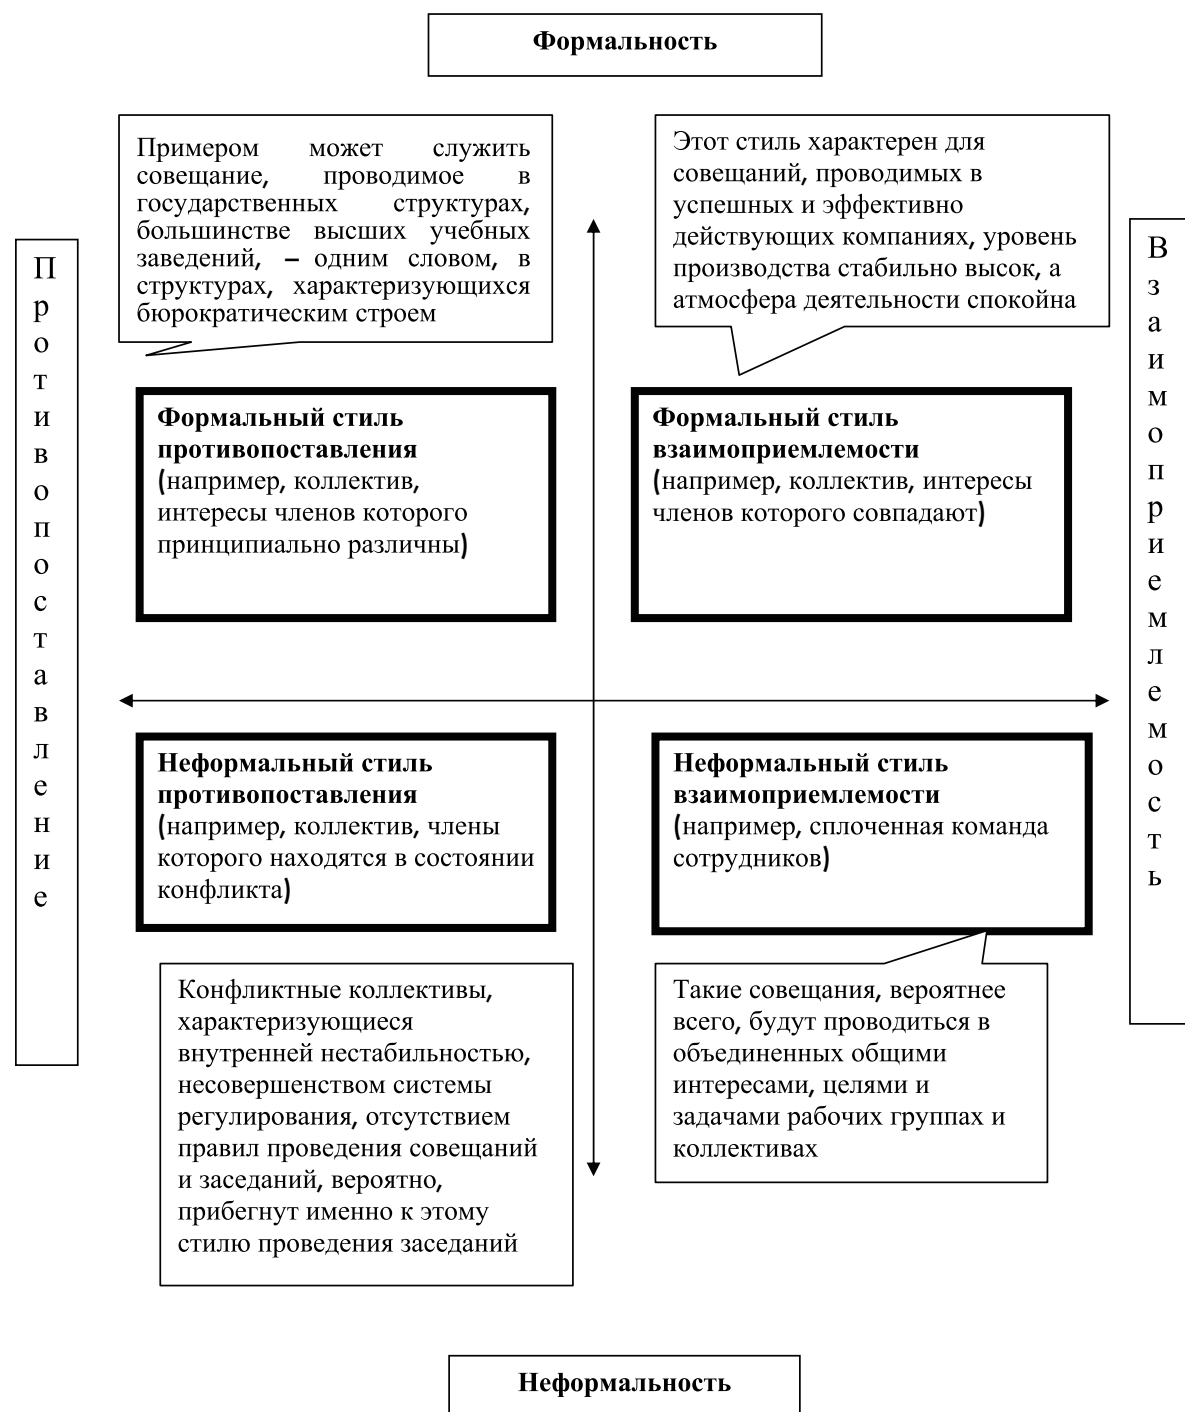 Формальность
Примером может служить
совещание, проводимое в
государственных структурах,
большинстве высших учебных
заведений, – одним словом, в
структурах, характеризующихся
бюрократическим строем
Этот стиль характерен для
совещаний, проводимых в
успешных и эффективно
действующих компаниях, уровень
производства стабильно высок, а
атмосфера деятельности спокойна
Противопоставление
Взаимоприемлемость
Формальный стиль
противопоставления
(например, коллектив,
интересы членов которого
принципиально различны)
Формальный стиль
взаимоприемлемости
(например, коллектив, интересы
членов которого совпадают)
Неформальный стиль
противопоставления
(например, коллектив, члены
которого находятся в состоянии
конфликта)
Неформальный стиль
взаимоприемлемости
(например, сплоченная команда
сотрудников)
Конфликтные коллективы,
характеризующиеся
внутренней нестабильностью,
несовершенством системы
регулирования, отсутствием
правил проведения совещаний
и заседаний, вероятно,
прибегнут именно к этому
стилю проведения заседаний
Такие совещания, вероятнее
всего, будут проводиться в
объединенных общими
интересами, целями и
задачами рабочих группах и
коллективах
Неформальность